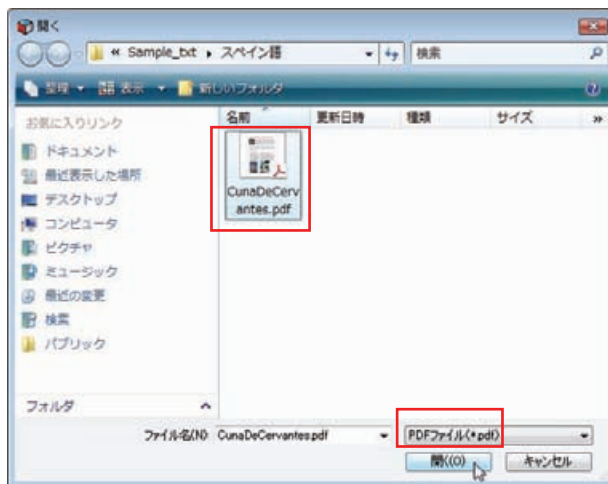 開く
« Sample_txt ▸ スペイン語
検索
整理 ▼ 表示 ▼ 新しいフォルダ
お気に入りリンク
名前 更新日時 種類 サイズ »
ドキュメント
最近表示した場所
デスクトップ
コンピュータ
ピクチャ
ミュージック
最近の変更
検索
パブリック
CunaDeCerv
antes.pdf
フォルダ
ファイル名(N) CunaDeCervantes.pdf
PDFファイル(*.pdf)
開く(O) キャンセル